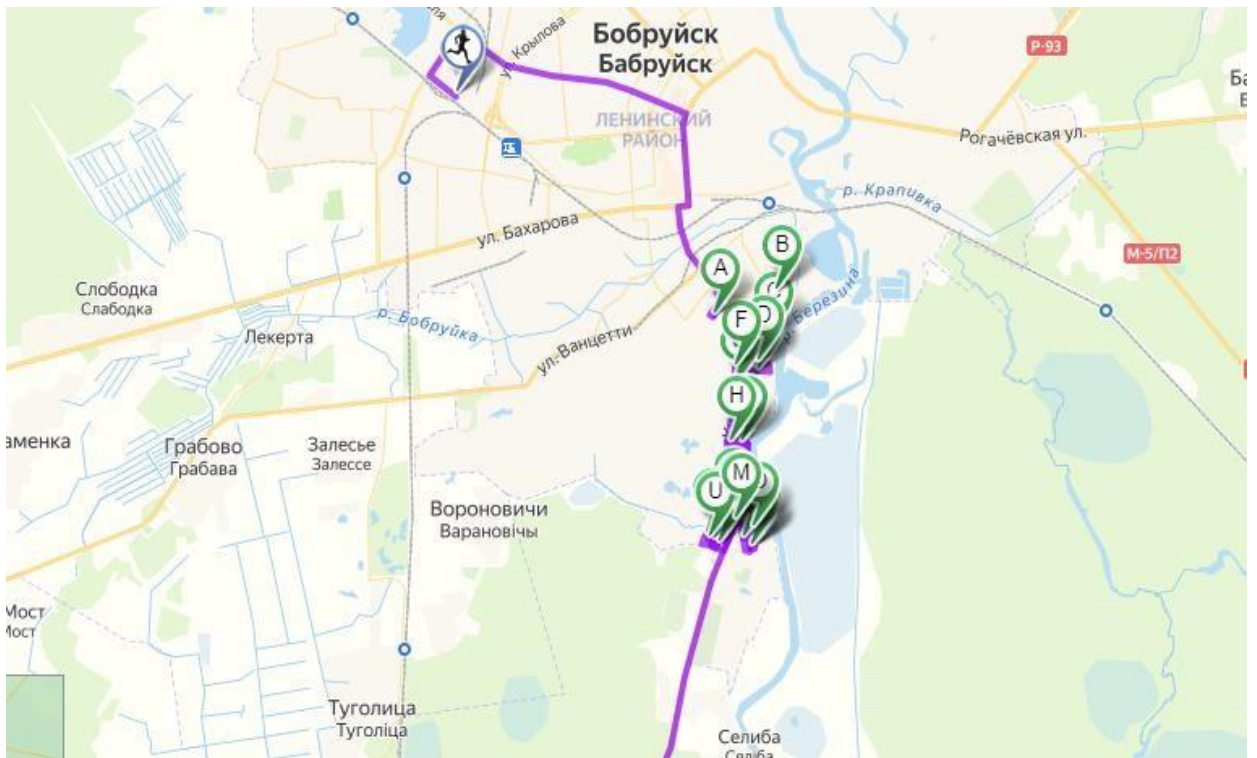 ул. Крылова
Бобруйск
Бабруйск
Р-93
ЛЕНИНСКИЙ
РАЙОН
Рогачёвская ул.
р. Крапивка
ул. Бахарова
М-5/П2
A
B
Слободка
Слабодка
р. Березина
F
D
р. Бобруйка
Лекерта
ул. Ванцетти
H
аменка
Грабово
Грабава
Залесье
Залессе
M
U
Вороновичи
Варановічы
Мост
Мост
Туголица
Туголіца
Селиба
Сяліба